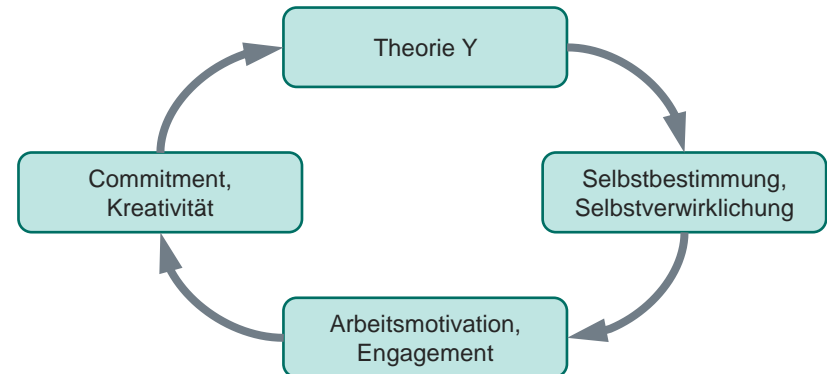 Theorie Y
Selbstbestimmung,
Selbstverwirklichung
Arbeitsmotivation,
Engagement
Commitment,
Kreativität